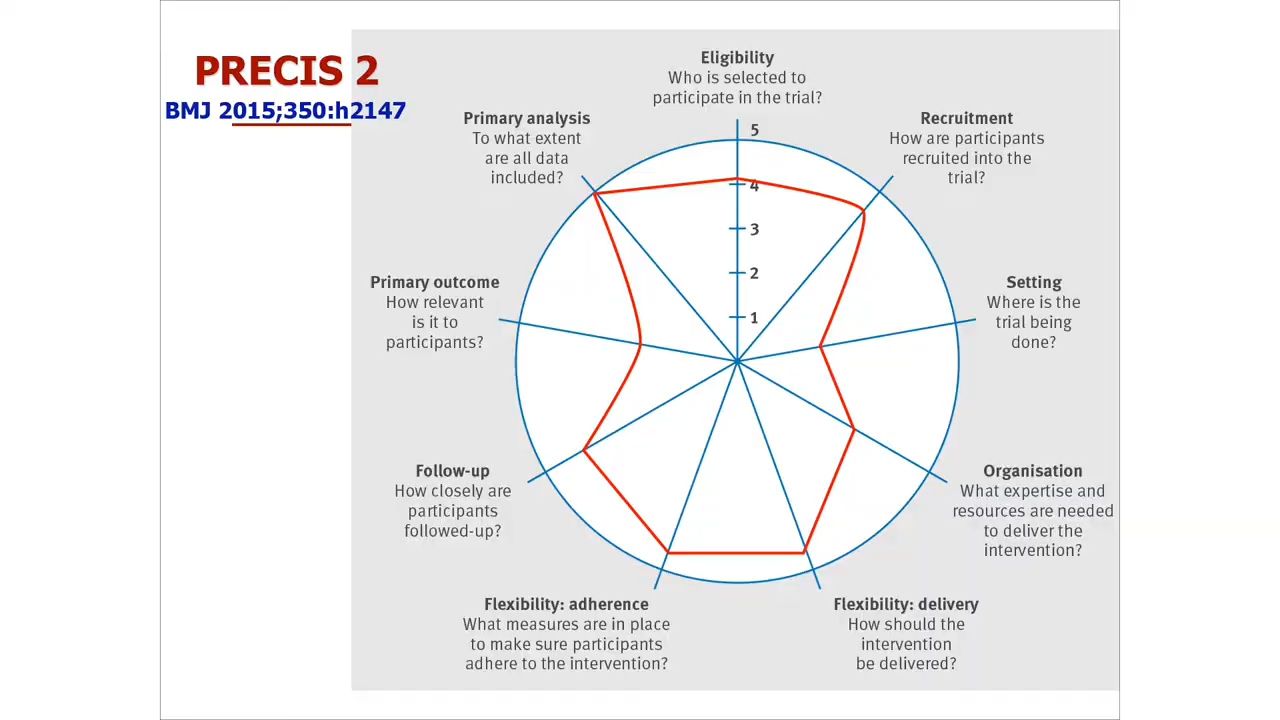 PRECIS 2
BMJ 2015;350:h2147
Eligibility
Who is selected to
participate in the trial?
Recruitment
How are participants
recruited into the
trial?
Setting
Where is the
trial being
done?
Organisation
What expertise and
resources are needed
to deliver the
intervention?
Flexibility: delivery
How should the
intervention
be delivered?
Flexibility: adherence
What measures are in place
to make sure participants
adhere to the intervention?
Follow-up
How closely are
participants
followed-up?
Primary outcome
How relevant
is it to
participants?
Primary analysis
To what extent
are all data
included?
5
4
3
2
1